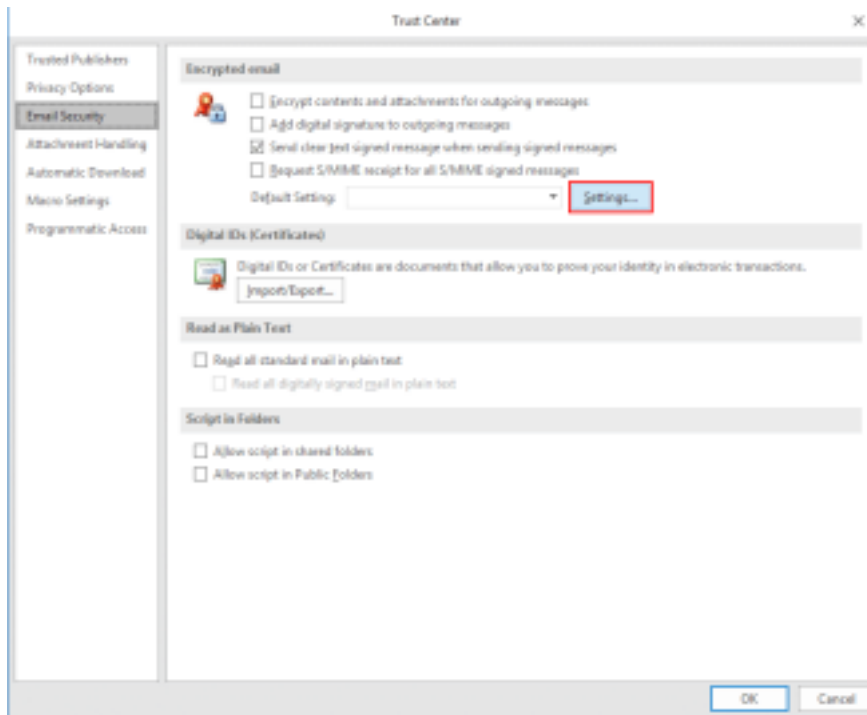 Trust Center
Trusted Publishers
Privacy Options
Email Security
Attachment Handling
Automatic Download
Macro Settings
Programmatic Access
Encrypted email
Encrypt contents and attachments for outgoing messages
Add digital signature to outgoing messages
Send clear text signed message when sending signed messages
Request S/MIME receipt for all S/MIME signed messages
Default Setting: Settings...
Digital IDs (Certificates)
Digital IDs or Certificates are documents that allow you to prove your identity in electronic transactions.
Import/Export...
Read as Plain Text
Read all standard mail in plain text
Read all digitally signed mail in plain text
Script in Folders
Allow script in shared folders
Allow script in Public Folders
OK Cancel